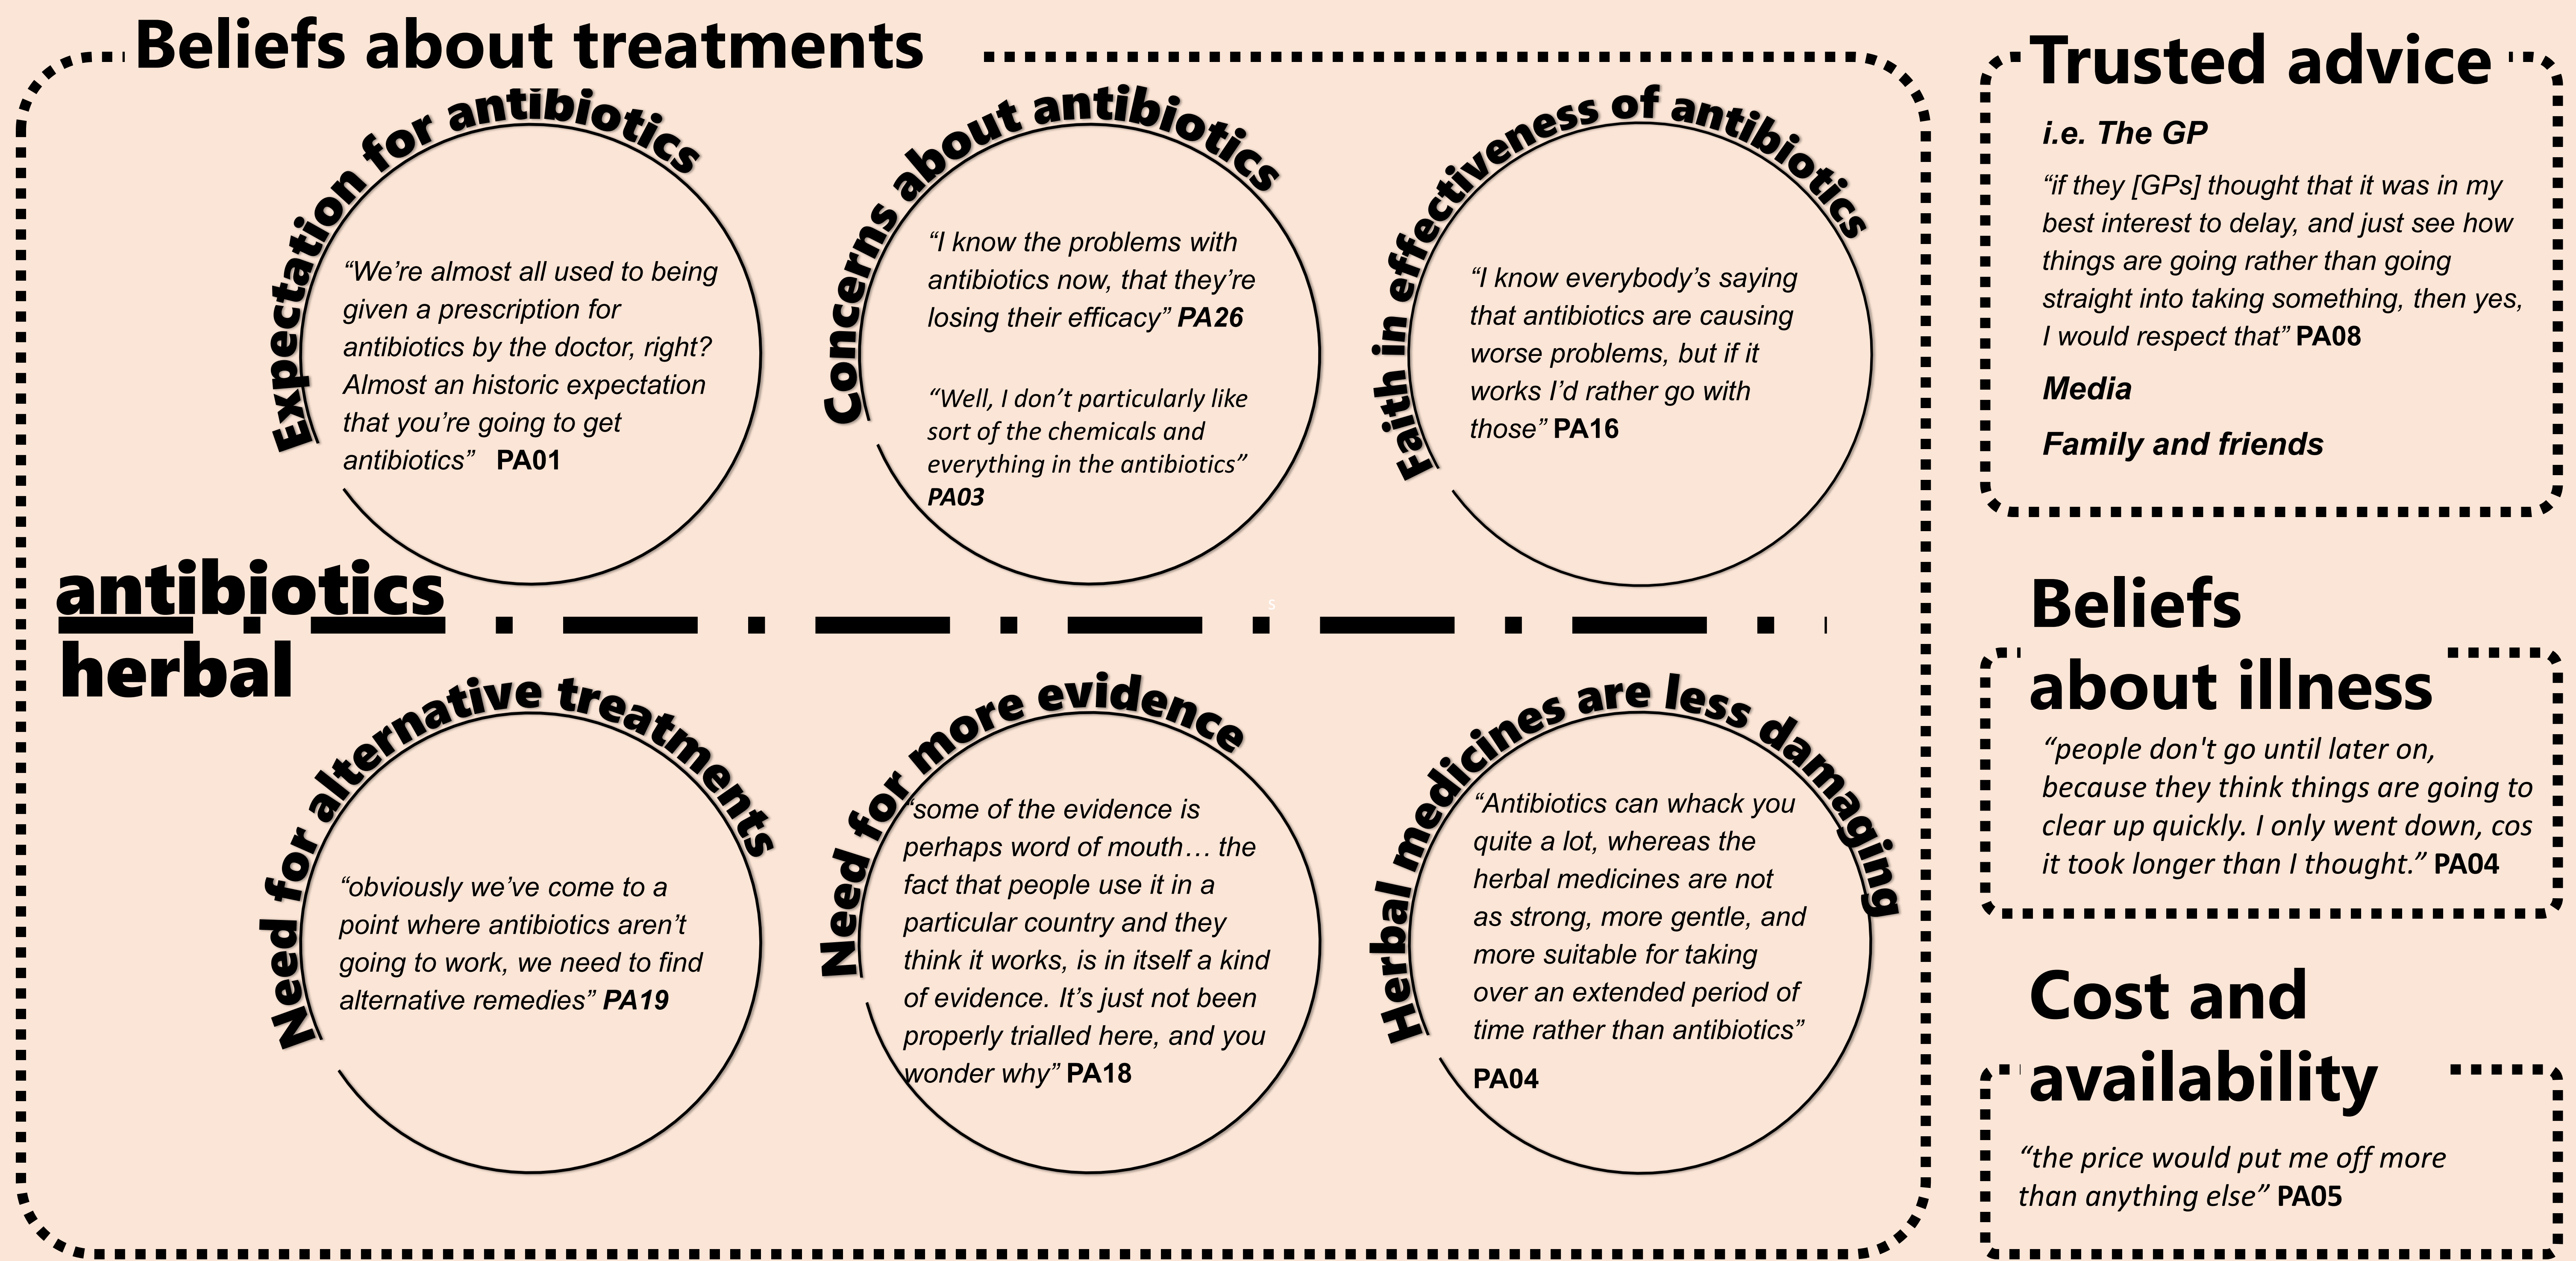 Beliefs about treatments
Expectation for antibiotics
“We’re almost all used to being
given a prescription for
antibiotics by the doctor, right?
Almost an historic expectation
that you’re going to get
antibiotics” PA01
Concerns about antibiotics
“I know the problems with
antibiotics now, that they’re
losing their efficacy” PA26
“Well, I don’t particularly like
sort of the chemicals and
everything in the antibiotics”
PA03
Faith in effectiveness of antibiotics
“I know everybody’s saying
that antibiotics are causing
worse problems, but if it
works I’d rather go with
those” PA16
antibiotics
s
herbal
Need for alternative treatments
“obviously we’ve come to a
point where antibiotics aren’t
going to work, we need to find
alternative remedies” PA19
Need for more evidence
“some of the evidence is
perhaps word of mouth… the
fact that people use it in a
particular country and they
think it works, is in itself a kind
of evidence. It’s just not been
properly trialled here, and you
wonder why” PA18
Herbal medicines are less damaging
“Antibiotics can whack you
quite a lot, whereas the
herbal medicines are not
as strong, more gentle, and
more suitable for taking
over an extended period of
time rather than antibiotics”
PA04
Trusted advice
i.e. The GP
“if they [GPs] thought that it was in my
best interest to delay, and just see how
things are going rather than going
straight into taking something, then yes,
I would respect that” PA08
Media
Family and friends
Beliefs
about illness
“people don't go until later on,
because they think things are going to
clear up quickly. I only went down, cos
it took longer than I thought.” PA04
Cost and
availability
“the price would put me off more
than anything else” PA05